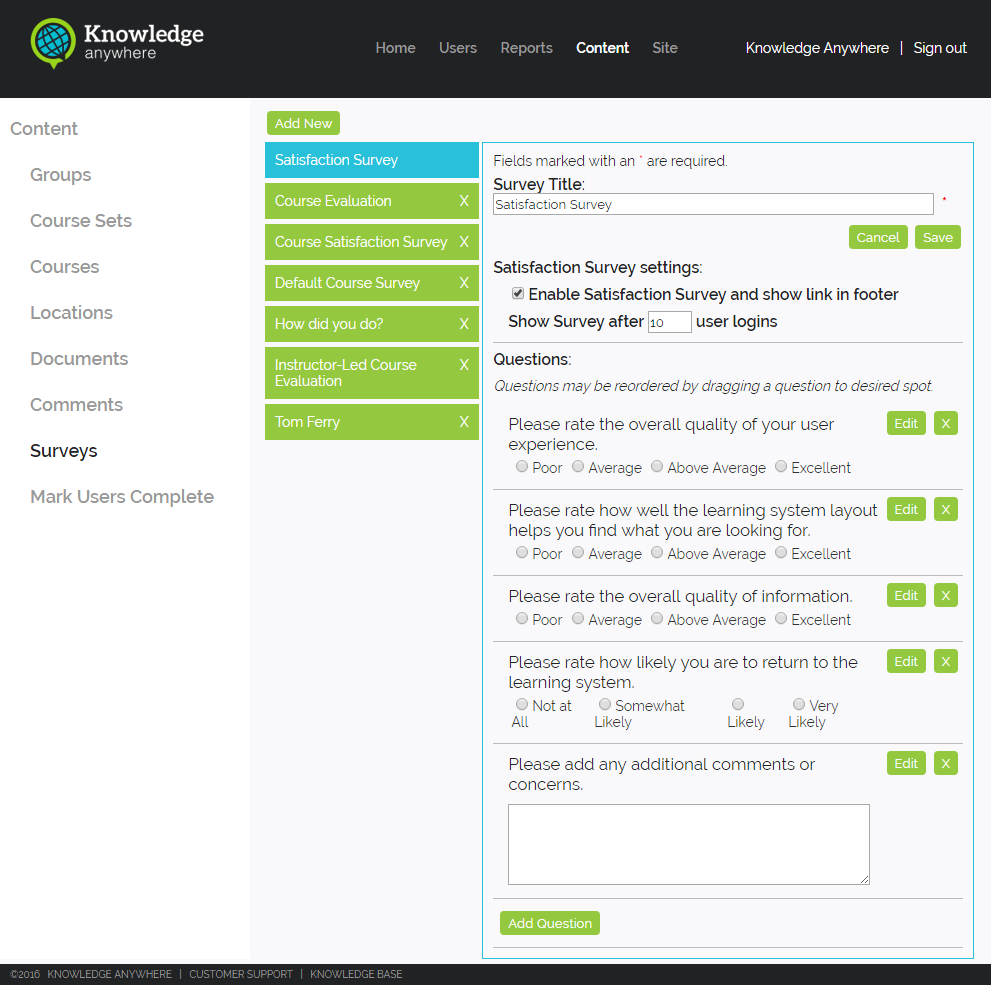 Knowledge
anywhere
Home Users Reports Content Site
Knowledge Anywhere | Sign out
Content
Groups
Course Sets
Courses
Locations
Documents
Comments
Surveys
Mark Users Complete
Add New
Satisfaction Survey
Course Evaluation X
Course Satisfaction Survey X
Default Course Survey X
How did you do? X
Instructor-Led Course X
Evaluation
Tom Ferry X
Fields marked with an * are required.
Survey Title:
Satisfaction Survey *
Cancel Save
Satisfaction Survey settings:
Enable Satisfaction Survey and show link in footer
Show Survey after 10 user logins
Questions:
Questions may be reordered by dragging a question to desired spot.
Please rate the overall quality of your user Edit X
experience.
Poor Average Above Average Excellent
Please rate how well the learning system layout Edit X
helps you find what you are looking for.
Poor Average Above Average Excellent
Please rate the overall quality of information. Edit X
Poor Average Above Average Excellent
Please rate how likely you are to return to the Edit X
learning system.
Not at All
Somewhat Likely
Likely
Very Likely
Please add any additional comments or Edit X
concerns.
Add Question
©2016 KNOWLEDGE ANYWHERE | CUSTOMER SUPPORT | KNOWLEDGE BASE